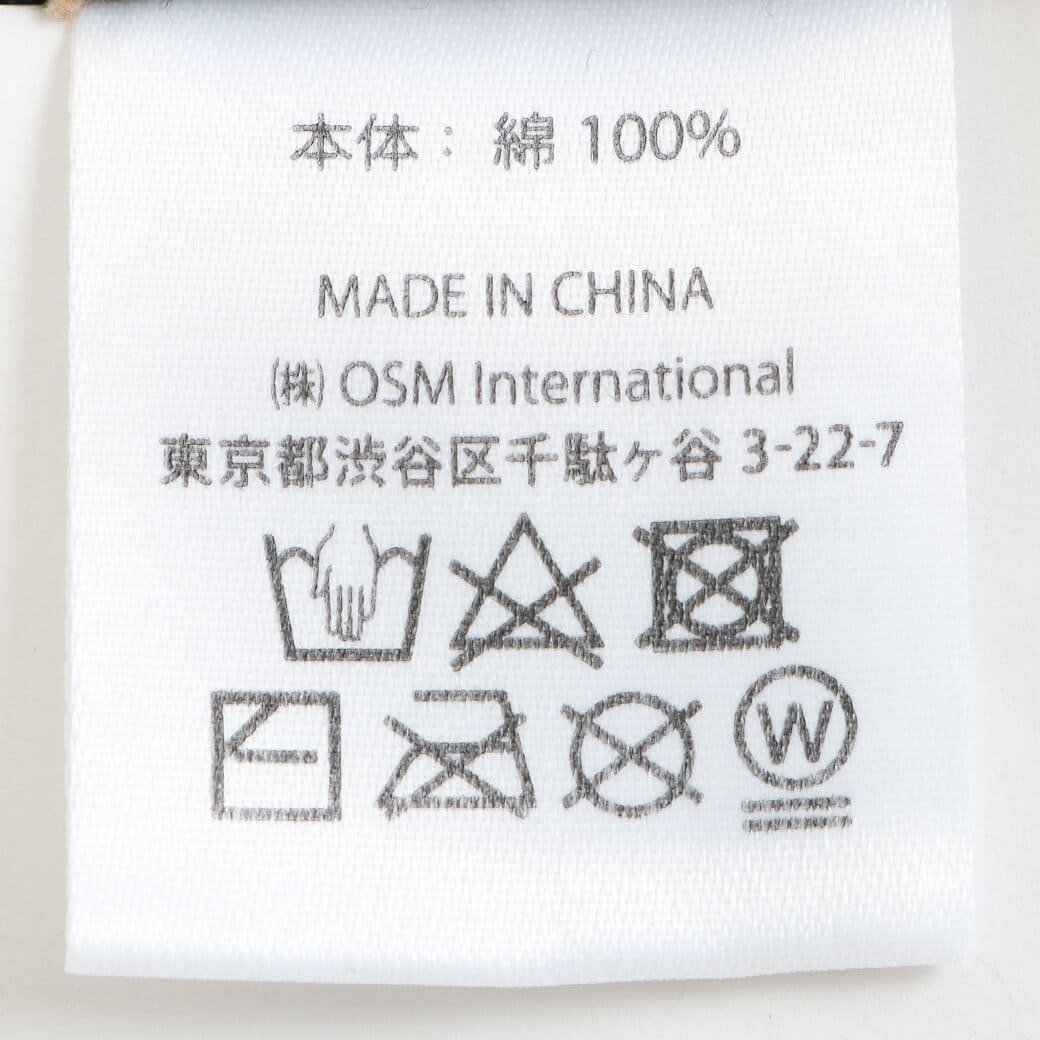 本体： 綿 100%
MADE IN CHINA
㈱ OSM International
東京都渋谷区千駄ヶ谷 3-22-7
W